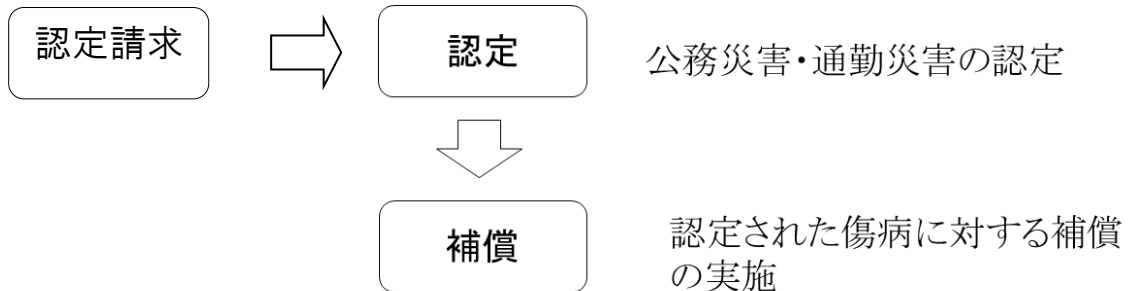 認定請求
認定
公務災害・通勤災害の認定
補償
認定された傷病に対する補償
の実施